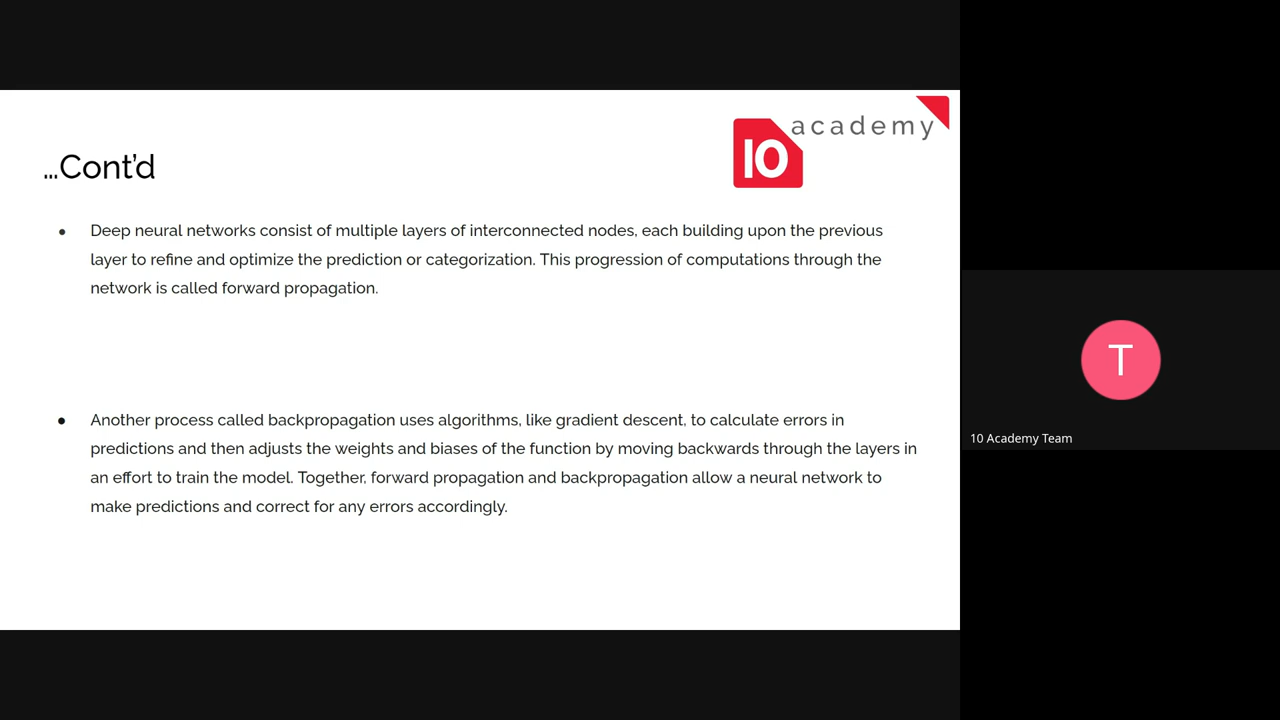 10 academy
...Cont'd
● Deep neural networks consist of multiple layers of interconnected nodes, each building upon the previous
layer to refine and optimize the prediction or categorization. This progression of computations through the
network is called forward propagation.
● Another process called backpropagation uses algorithms, like gradient descent, to calculate errors in
predictions and then adjusts the weights and biases of the function by moving backwards through the layers in
an effort to train the model. Together, forward propagation and backpropagation allow a neural network to
make predictions and correct for any errors accordingly.
T
10 Academy Team